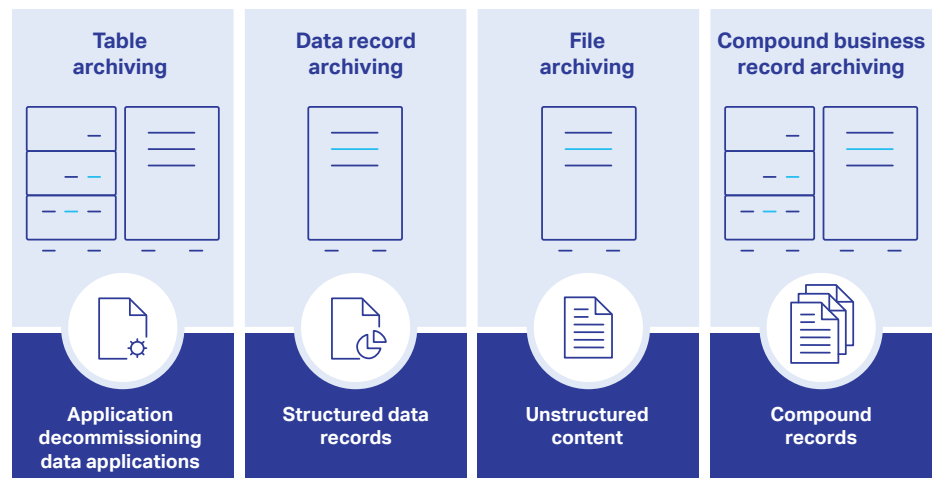 Table
archiving
Data record
archiving
File
archiving
Compound business
record archiving
Application
decommissioning
data applications
Structured data
records
Unstructured
content
Compound
records